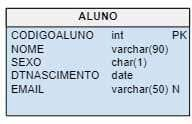 ALUNO
CODIGOALUNO int PK
NOME varchar(90)
SEXO char(1)
DTNASCIMENTO date
EMAIL varchar(50) N